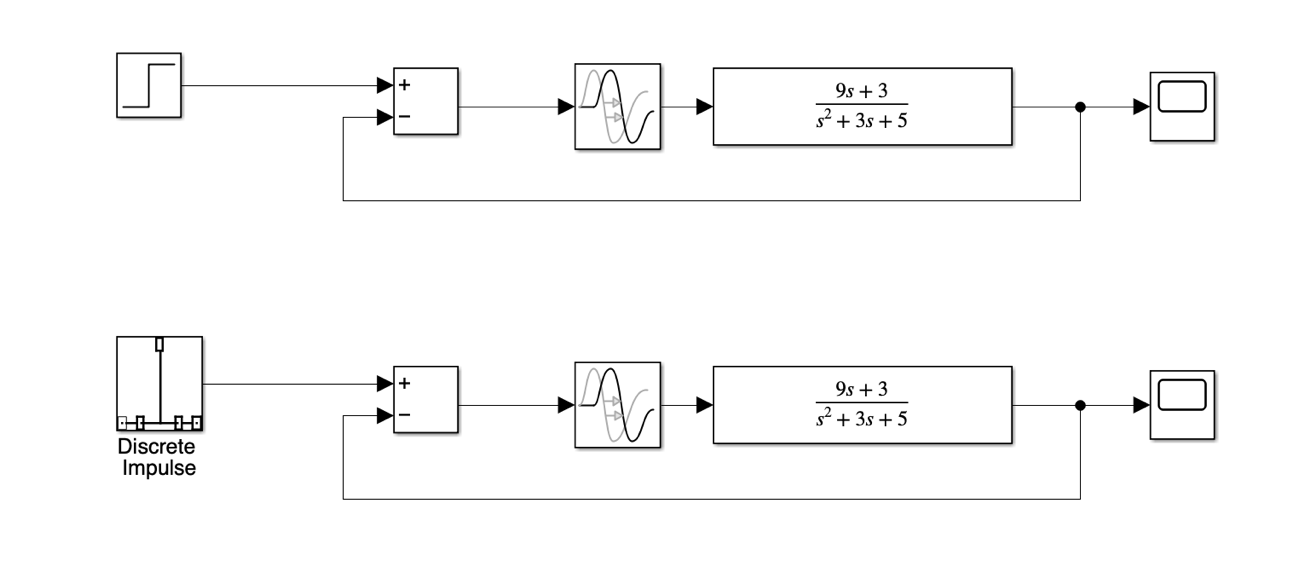 +
−
9s + 3
s² + 3s + 5
+
−
9s + 3
s² + 3s + 5
Discrete
Impulse